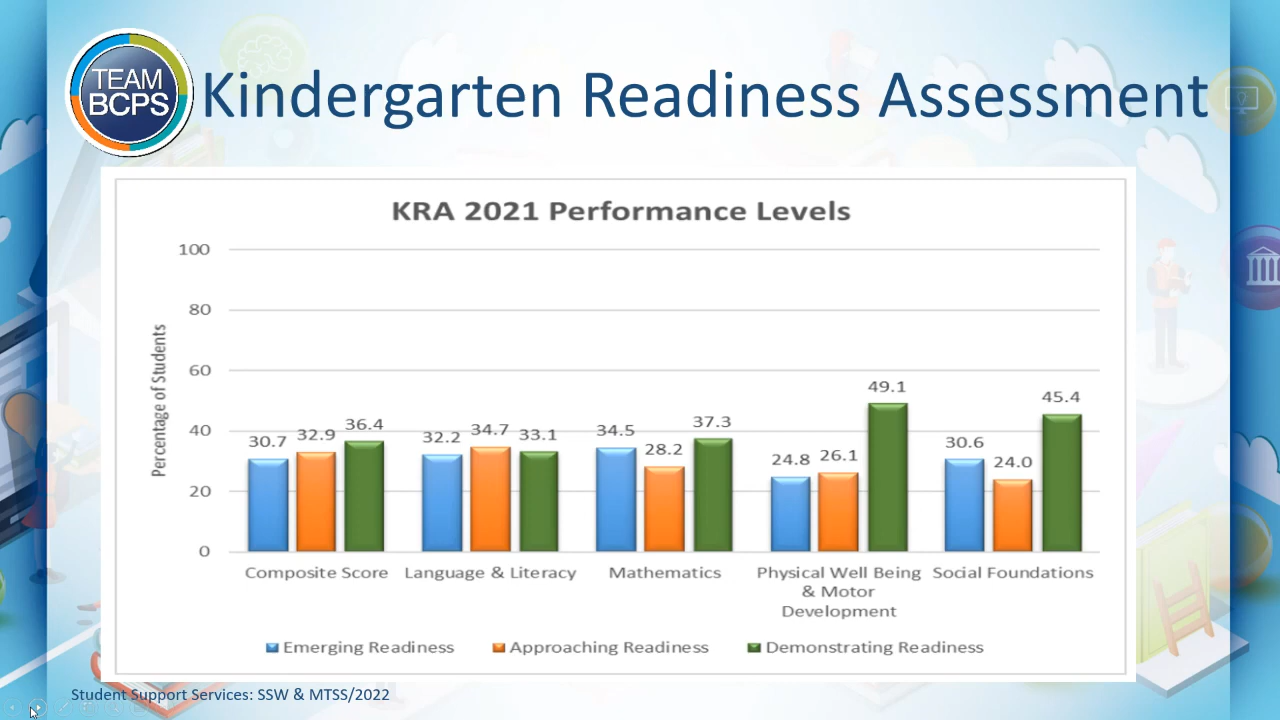 TEAM
BCPS
Kindergarten Readiness Assessment
KRA 2021 Performance Levels
Percentage of Students
100
80
60
40
20
0
30.7 32.9 36.4
32.2 34.7 33.1
34.5 28.2 37.3
24.8 26.1 49.1
30.6 24.0 45.4
Composite Score
Language & Literacy
Mathematics
Physical Well Being
& Motor
Development
Social Foundations
Emerging Readiness Approaching Readiness Demonstrating Readiness
Student Support Services: SSW & MTSS/2022